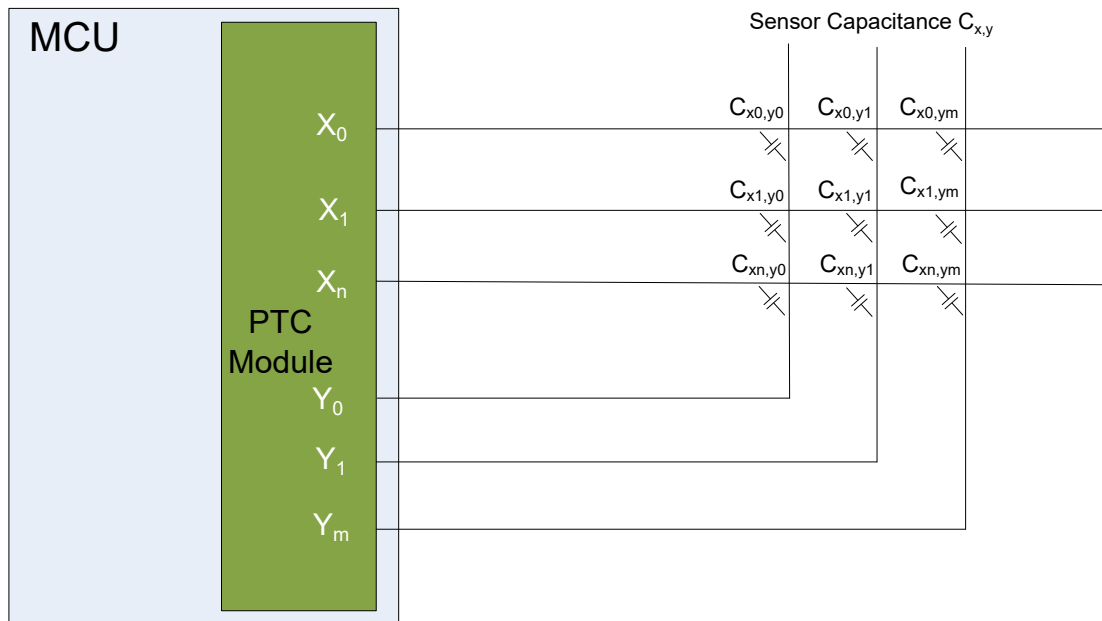 MCU
Sensor Capacitance Cx,y
X0
Cx0,y0 Cx0,y1 Cx0,ym
X1
Cx1,y0 Cx1,y1 Cx1,ym
Xn
Cxn,y0 Cxn,y1 Cxn,ym
PTC
Module
Y0
Y1
Ym